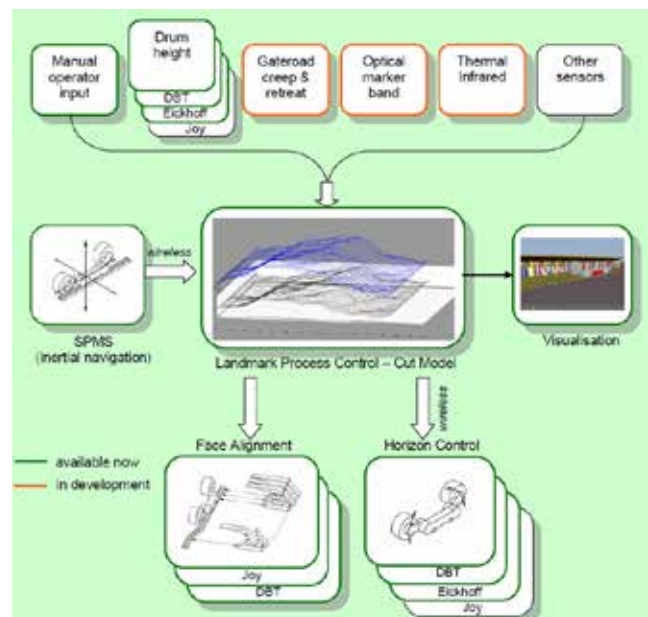 Manual
operator
input
Drum
height
DBT
Eickhoff
Joy
Gateroad
creep &
retreat
Optical
marker
band
Thermal
Infrared
Other
sensors
wireless
SPMS
(inertial navigation)
Landmark Process Control – Cut Model
Visualisation
wireless
Face Alignment
Horizon Control
available now
in development
Joy
DBT
DBT
Eickhoff
Joy